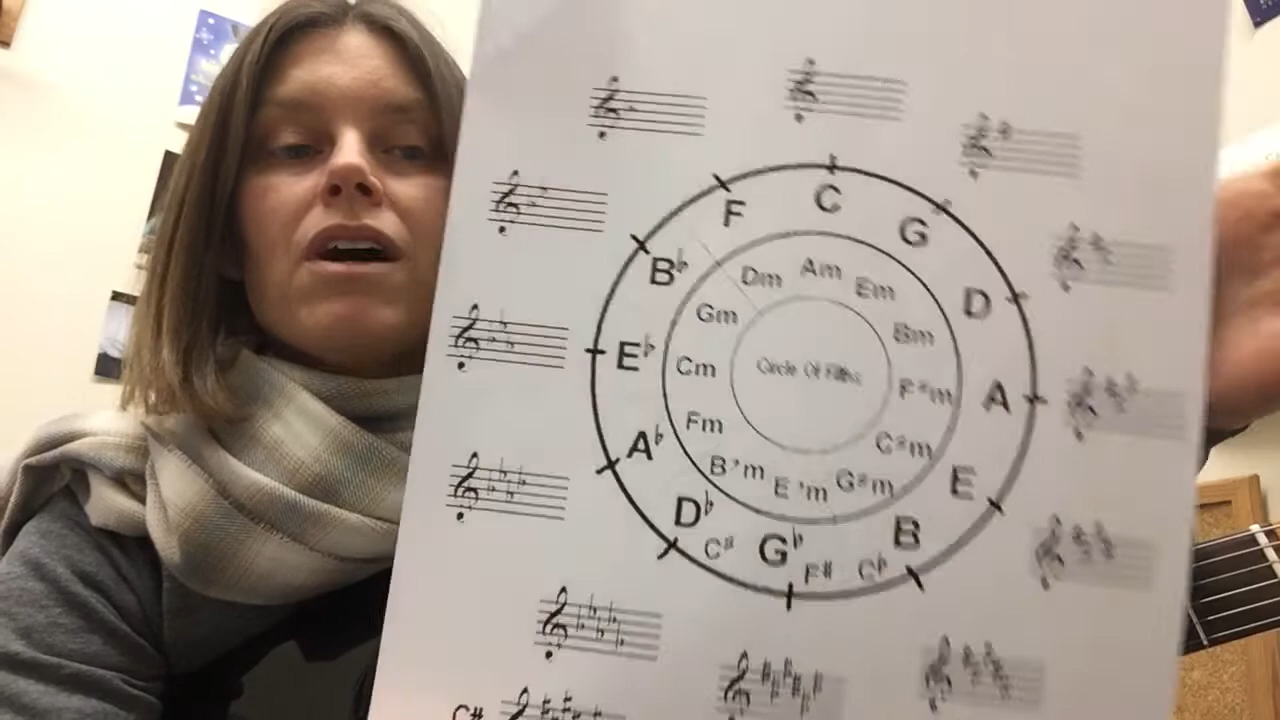 C
F
G
B♭
D
E♭
A
A♭
E
D♭
C#
G♭
F#
C♭
B
Am
Dm
Em
Gm
Bm
Cm
F#m
Fm
C#m
B♭m
E♭m
G#m
Circle Of Fifths
C#